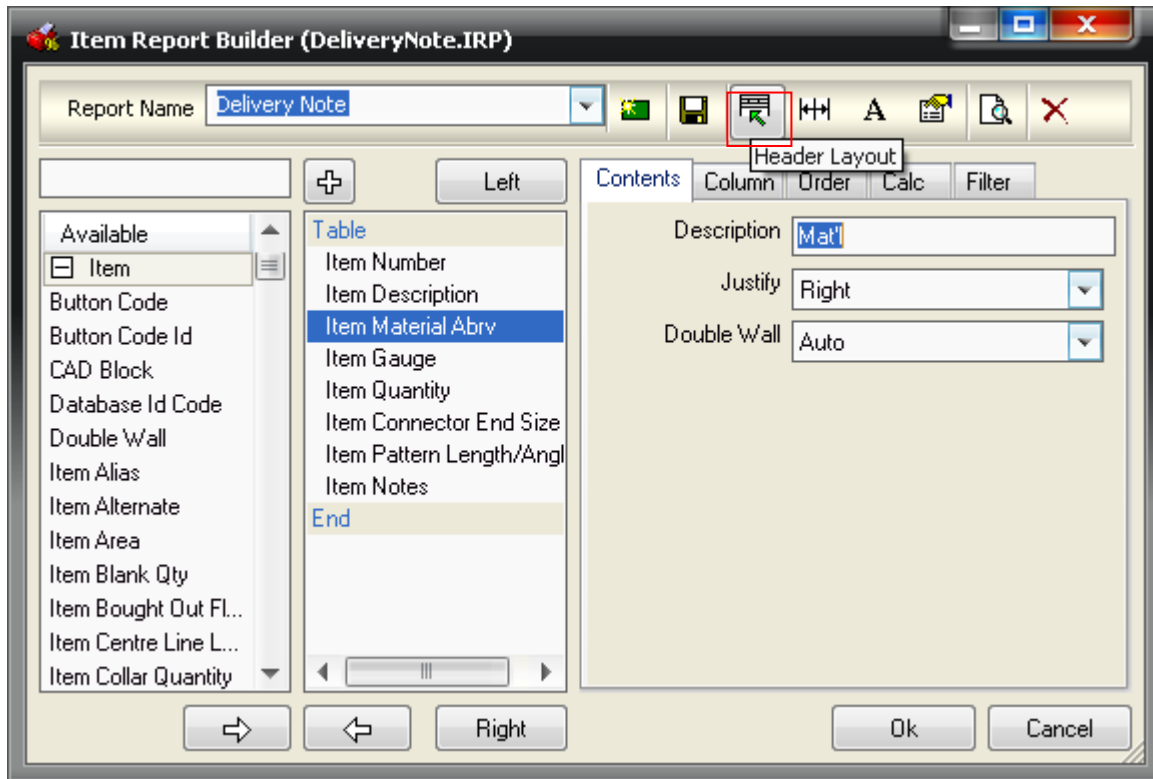 Item Report Builder (DeliveryNote.IRP)
Report Name Delivery Note
A
Header Layout
Left
Contents Column Order Calc Filter
Available
Item
Button Code
Button Code Id
CAD Block
Database Id Code
Double Wall
Item Alias
Item Alternate
Item Area
Item Blank Qty
Item Bought Out Fl...
Item Centre Line L...
Item Collar Quantity
Table
Item Number
Item Description
Item Material Abrv
Item Gauge
Item Quantity
Item Connector End Size
Item Pattern Length/Angl
Item Notes
End
Description Mat'l
Justify Right
Double Wall Auto
Right
Ok
Cancel